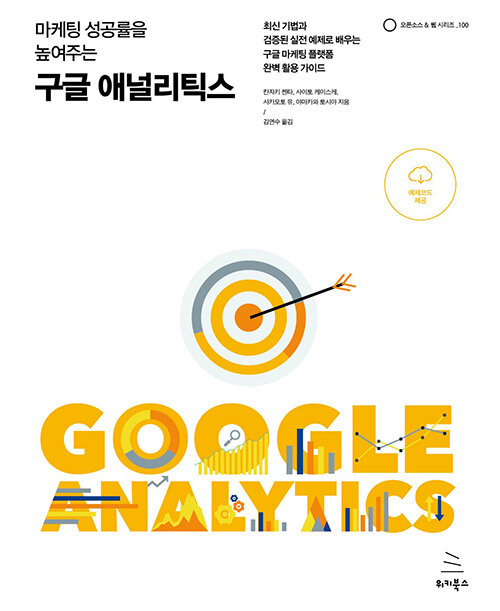 마케팅 성공률을
높여주는
구글 애널리틱스
최신 기법과
검증된 실전 예제로 배우는
구글 마케팅 플랫폼
완벽 활용 가이드
칸자키 켄타, 사이토 케이스케,
사키모토 유, 야마카와 토시야 지음
/
김연수 옮김
오픈소스 & 웹 시리즈_100
예제코드
제공
GOOGLE
ANALYTICS
위키북스